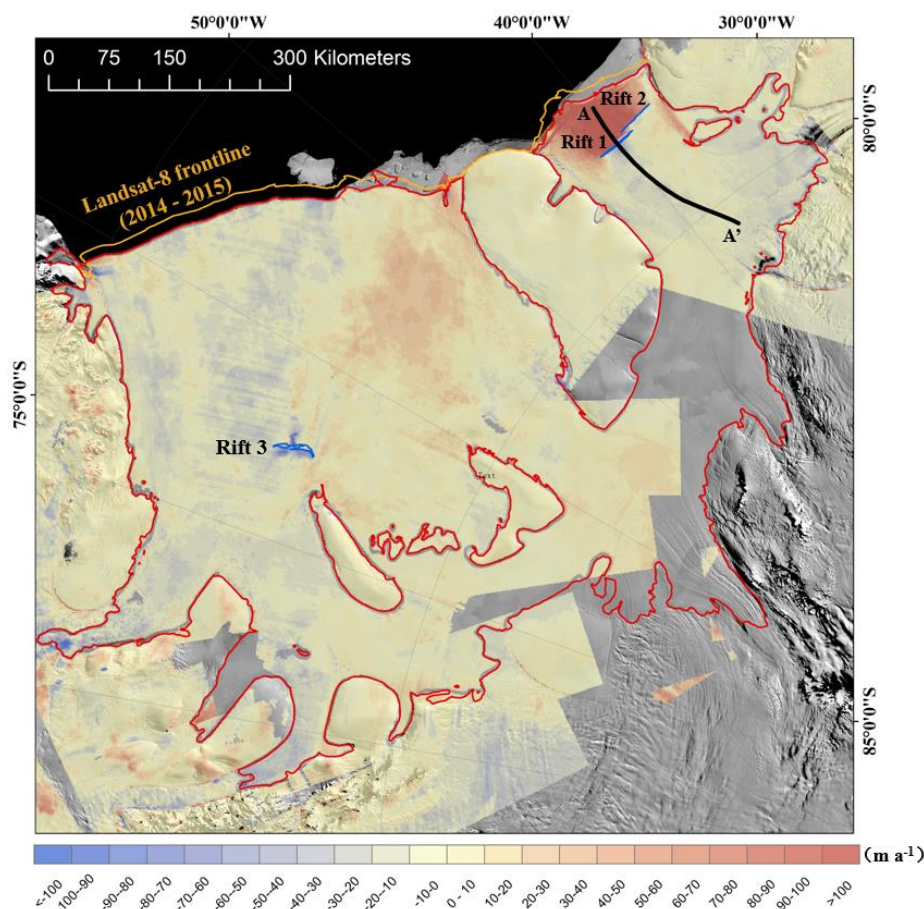 50°0'0"W
40°0'0"W
30°0'0"W
0 75 150 300 Kilometers
Rift 2
A
80°0'0"S
Rift 1
Landsat-8 frontline
(2014 - 2015)
A’
75°0'0"S
Rift 3
Text
85°0'0"S
(m a-1)
<-100
-100--90
-90--80
-80--70
-70--60
-60--50
-50--40
-40--30
-30--20
-20--10
-10-0
0 - 10
10-20
20-30
30-40
40-50
50-60
60-70
70-80
80-90
90-100
>100